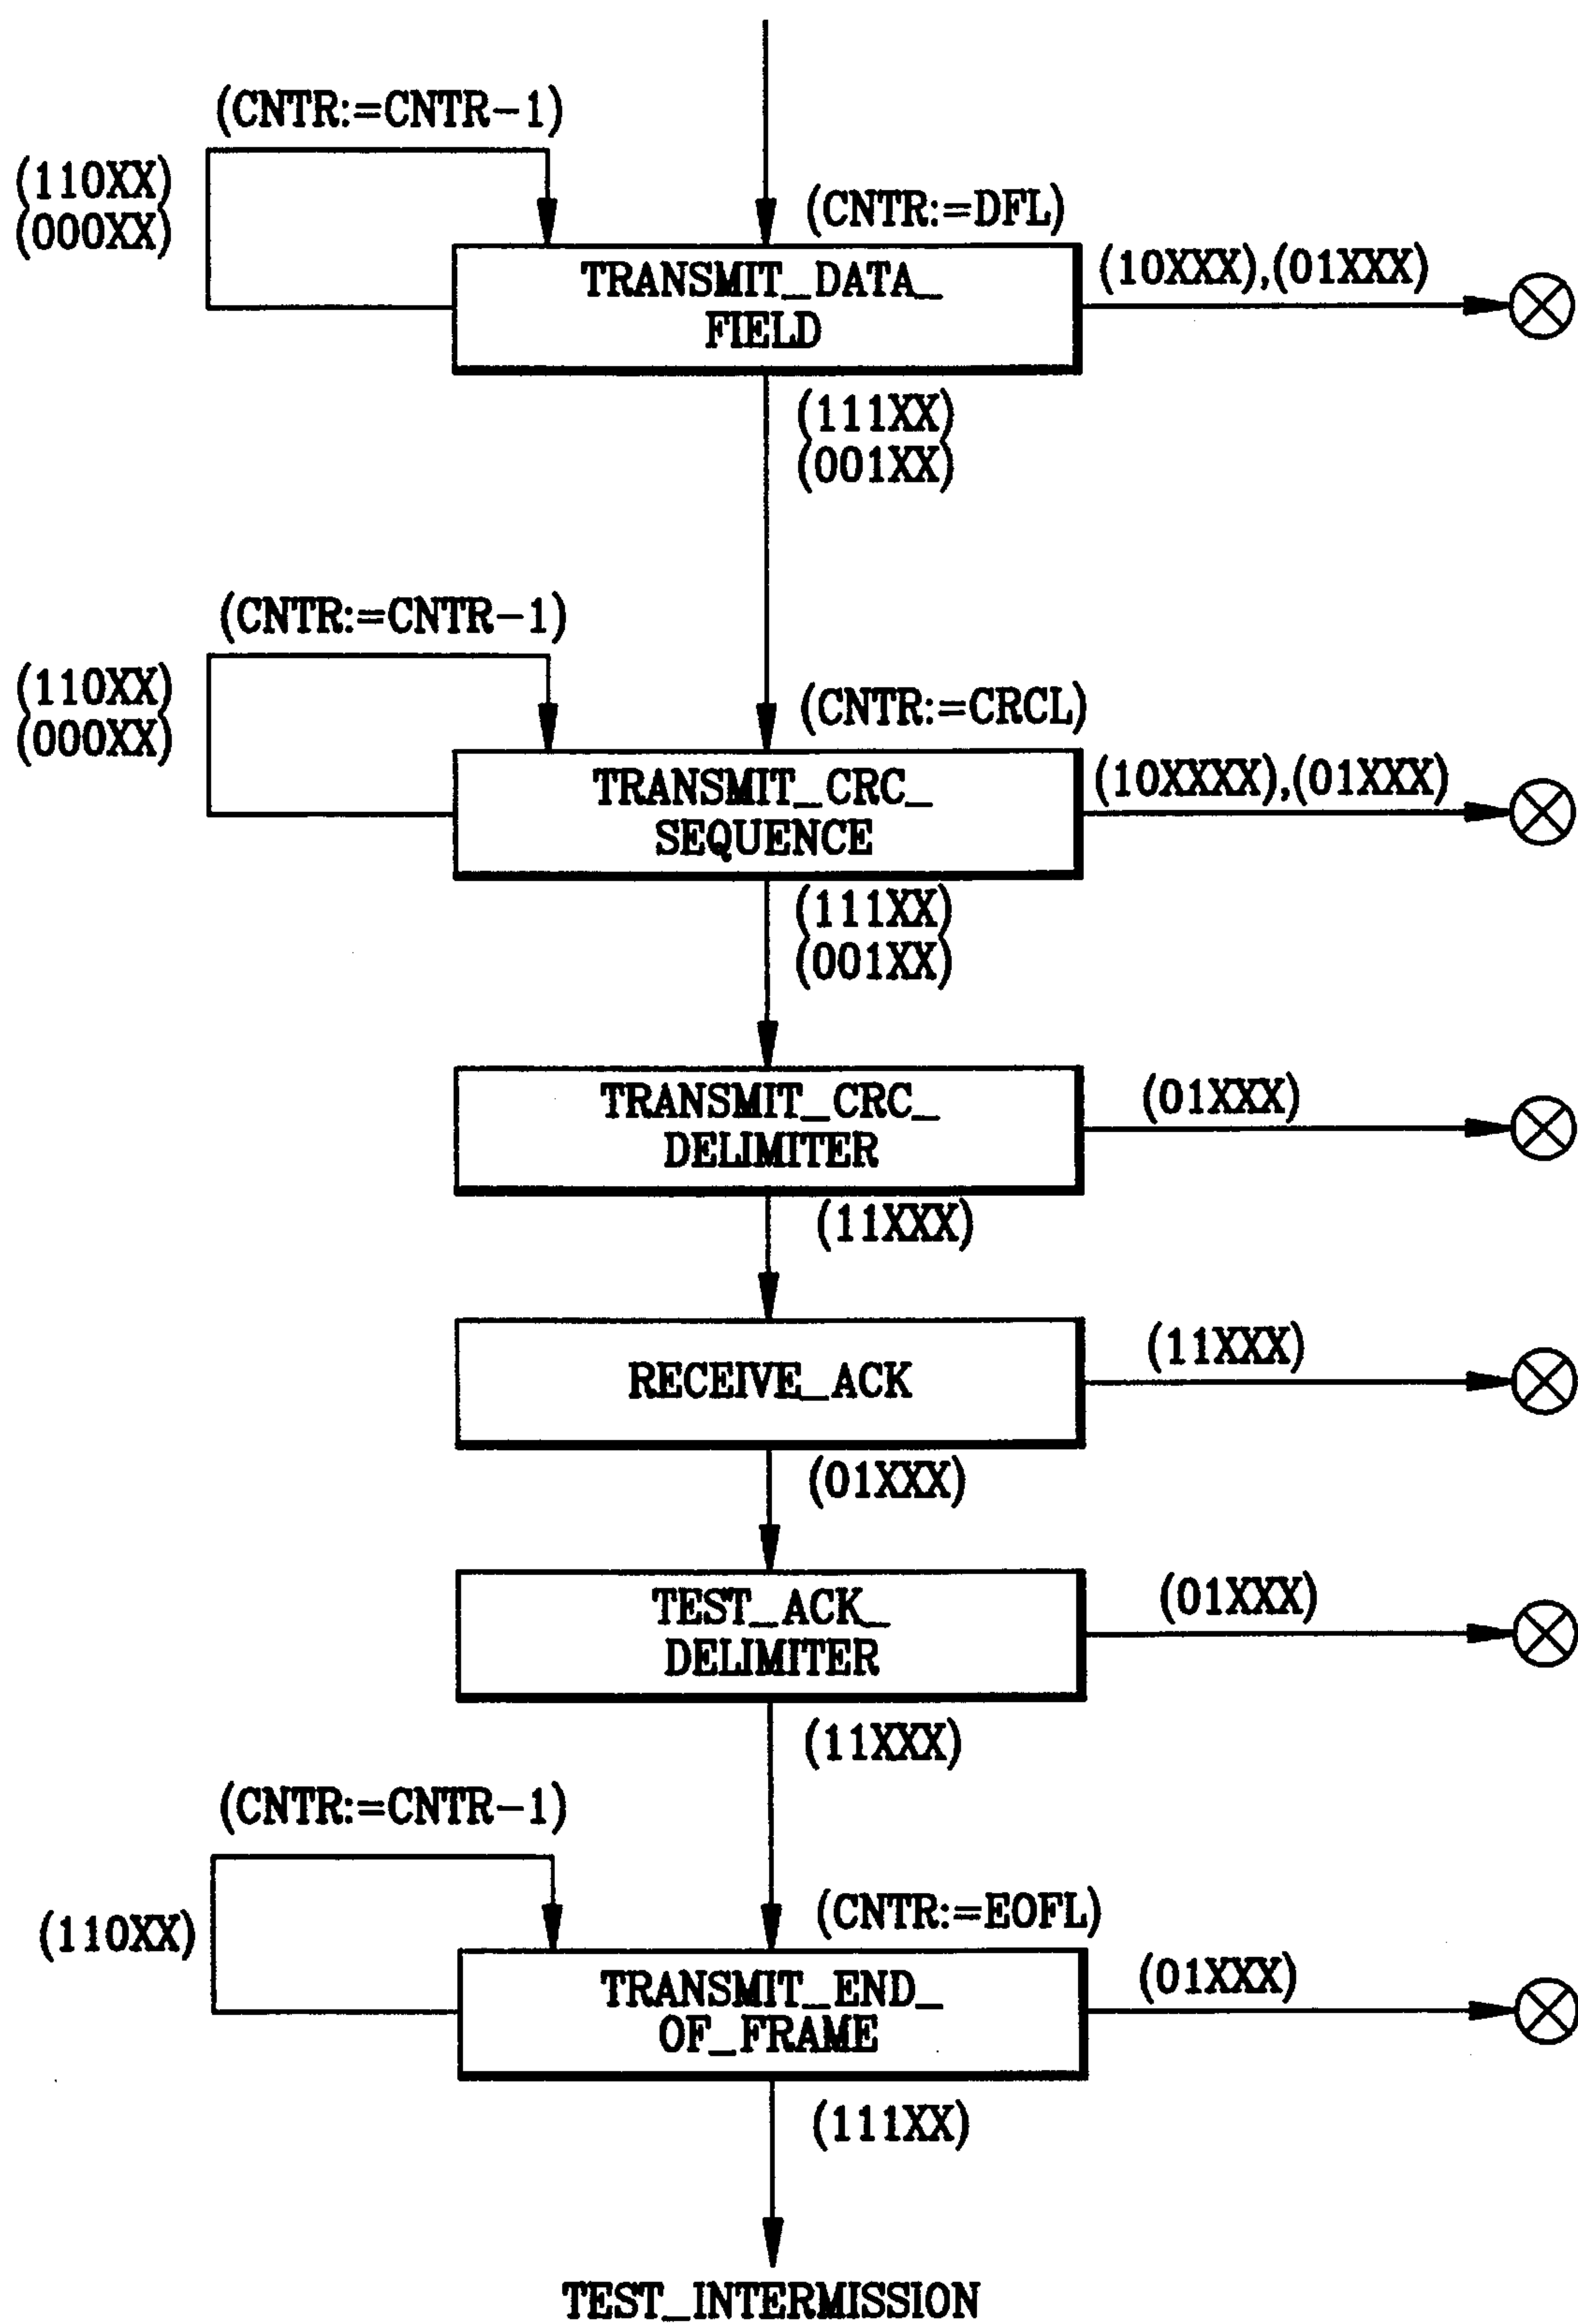 (CNTR:=CNTR-1)
(110XX)
(000XX)
(CNTR:=DFL)
TRANSMIT_DATA_
FIELD
(10XXX),(01XXX)
(111XX)
(001XX)
(CNTR:=CNTR-1)
(110XX)
(000XX)
(CNTR:=CRCL)
TRANSMIT_CRC_
SEQUENCE
(10XXXX),(01XXX)
(111XX)
(001XX)
TRANSMIT_CRC_
DELIMITER
(01XXX)
(11XXX)
RECEIVE_ACK
(11XXX)
(01XXX)
TEST_ACK_
DELIMITER
(01XXX)
(11XXX)
(CNTR:=CNTR-1)
(110XX)
(CNTR:=EOFL)
TRANSMIT_END_
OF_FRAME
(01XXX)
(111XX)
TEST_INTERMISSION